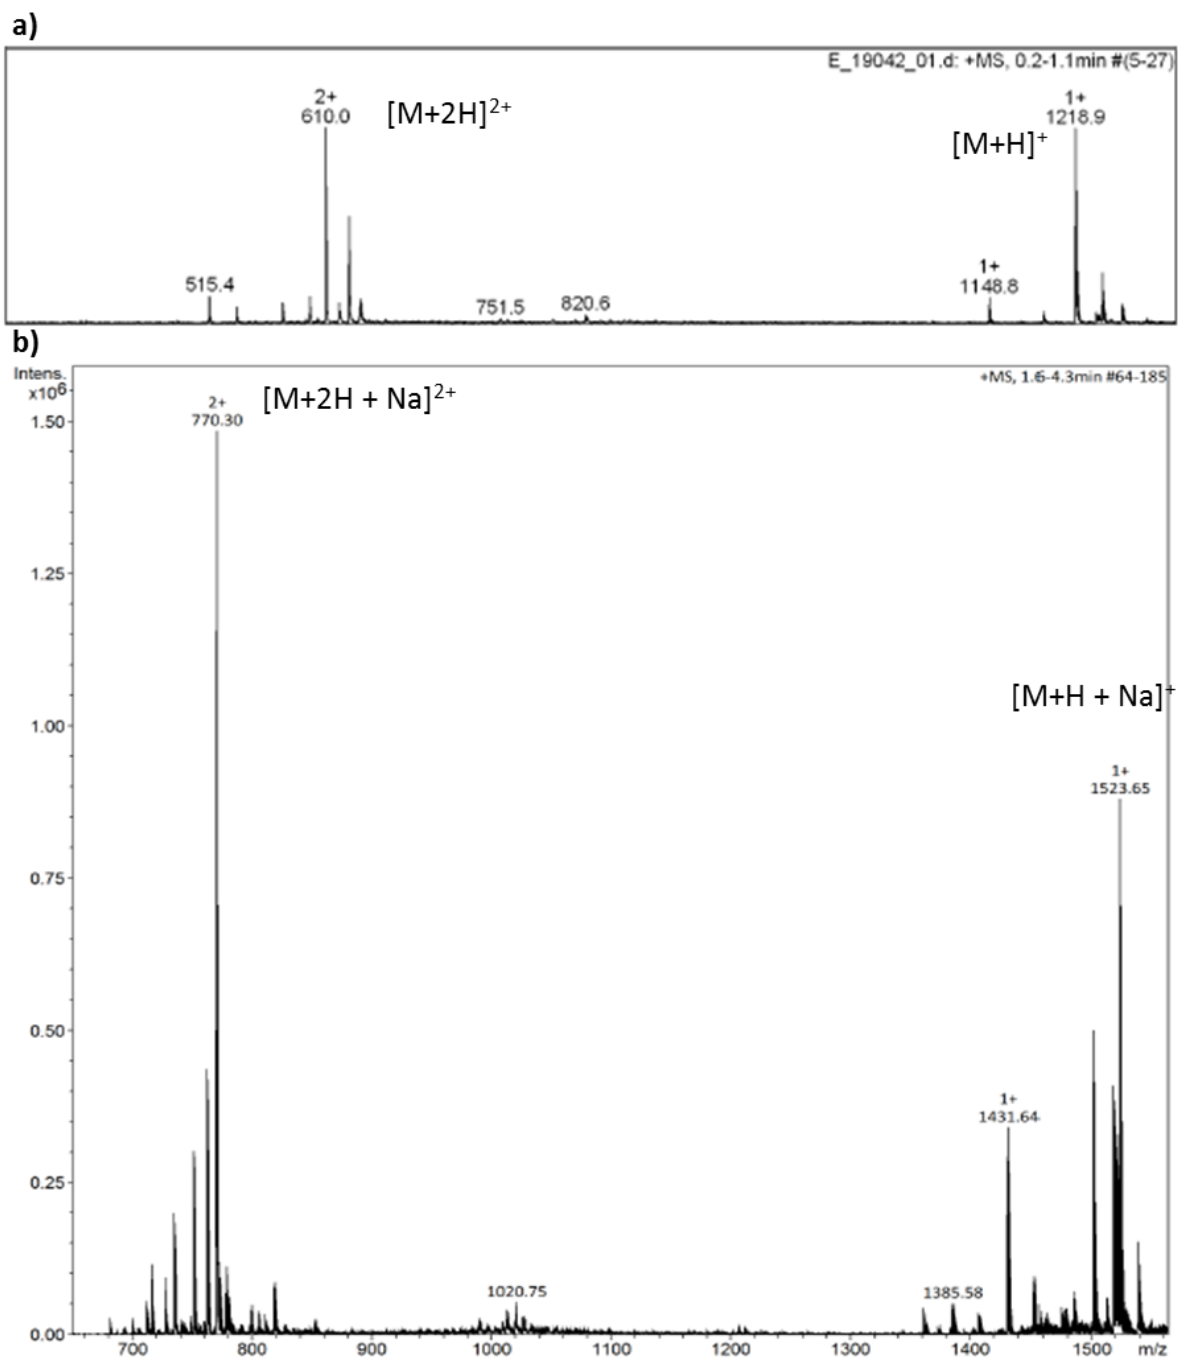 a)
E_19042_01.d: +MS, 0.2-1.1min #(5-27)
2+
610.0
[M+2H]2+
1+
1218.9
[M+H]+
515.4
751.5
820.6
1+
1148.8
b)
Intens.
x106
+MS, 1.6-4.3min #64-185
2+
770.30
[M+2H + Na]2+
1.50
1.25
1.00
0.75
0.50
0.25
0.00
[M+H + Na]+
1+
1523.65
1+
1431.64
1020.75
1385.58
700 800 900 1000 1100 1200 1300 1400 1500 m/z